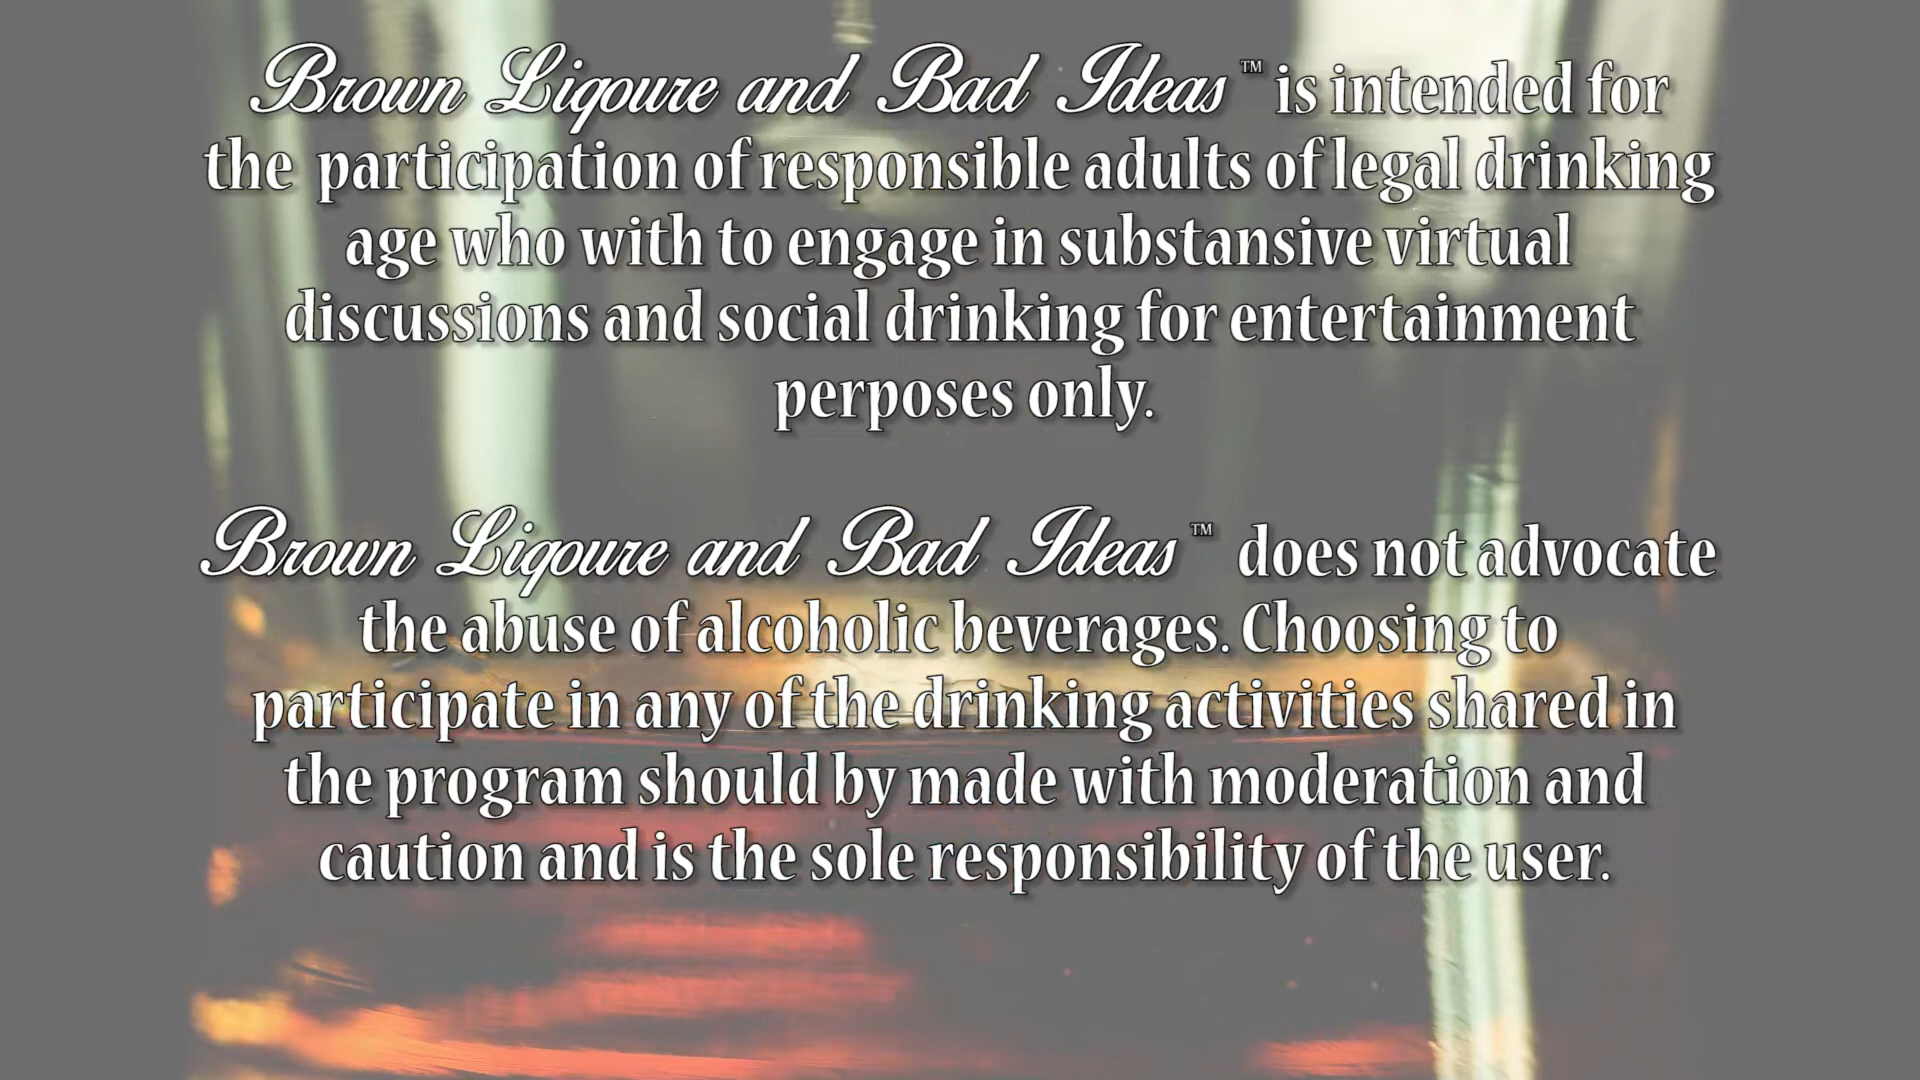 Brown Liqoure and Bad Ideas™ is intended for
the participation of responsible adults of legal drinking
age who with to engage in substansive virtual
discussions and social drinking for entertainment
perposes only.
Brown Liqoure and Bad Ideas™ does not advocate
the abuse of alcoholic beverages. Choosing to
participate in any of the drinking activities shared in
the program should by made with moderation and
caution and is the sole responsibility of the user.